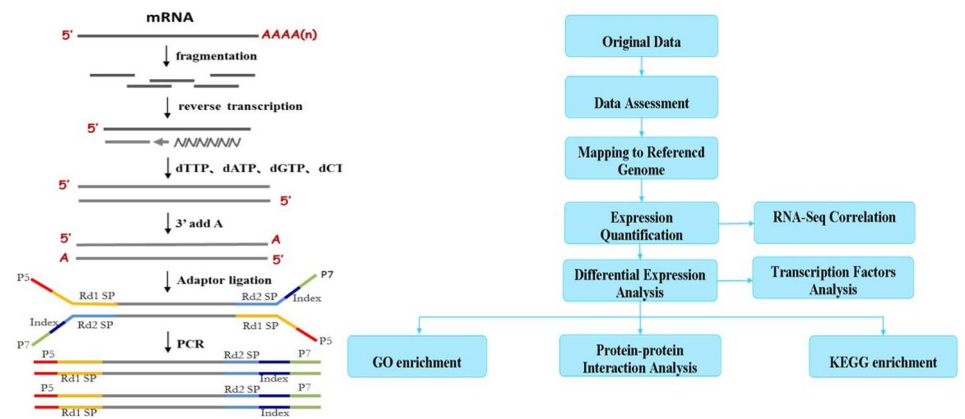 mRNA
5' AAAA(n)
fragmentation
reverse transcription
5'
NNNNNN
dTTP、dATP、dGTP、dCT
5'
5'
3' add A
5' A
A 5'
Adaptor ligation
P5 P7
Rd1 SP Rd2 SP Index
Index Rd2 SP Rd1 SP
P7 P5
PCR
P5 Rd2 SP P7
Rd1 SP Index
P5 Rd2 SP P7
Rd1 SP Index
Original Data
Data Assessment
Mapping to Referencd
Genome
Expression
Quantification
RNA-Seq Correlation
Differential Expression
Analysis
Transcription Factors
Analysis
GO enrichment
Protein-protein
Interaction Analysis
KEGG enrichment